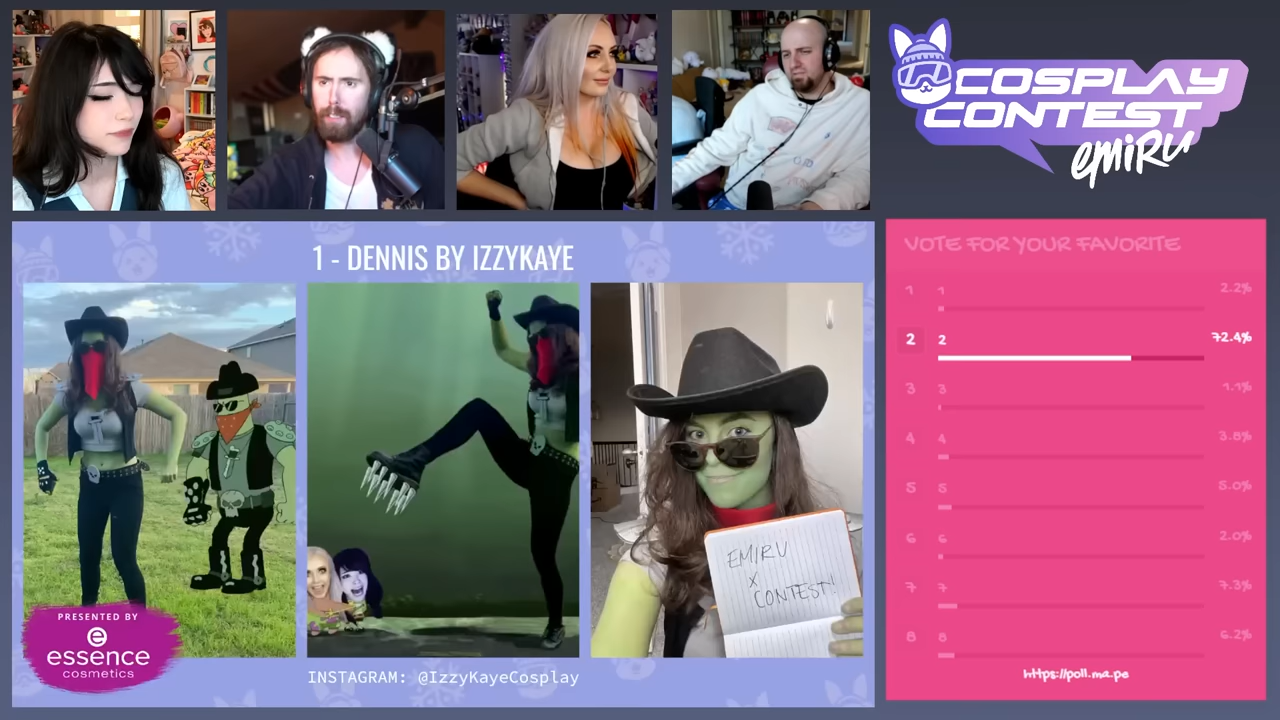 COSPLAY
CONTEST
emiru
1 - DENNIS BY IZZYKAYE
EMIRU
X
CONTEST!
PRESENTED BY
e
essence
cosmetics
INSTAGRAM: @IzzyKayeCosplay
VOTE FOR YOUR FAVORITE
1 1 2.2%
2 2 72.4%
3 3 1.1%
4 4 3.8%
5 5 5.0%
6 6 2.0%
7 7 7.3%
8 8 6.2%
https://poll.ma.pe